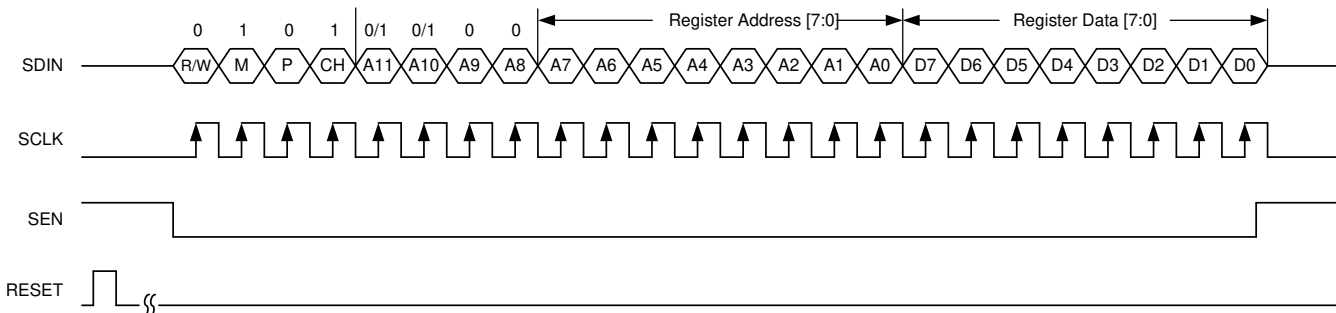 0 1 0 1 0/1 0/1 0 0 Register Address [7:0] Register Data [7:0]
SDIN R/W M P CH A11 A10 A9 A8 A7 A6 A5 A4 A3 A2 A1 A0 D7 D6 D5 D4 D3 D2 D1 D0
SCLK
SEN
RESET